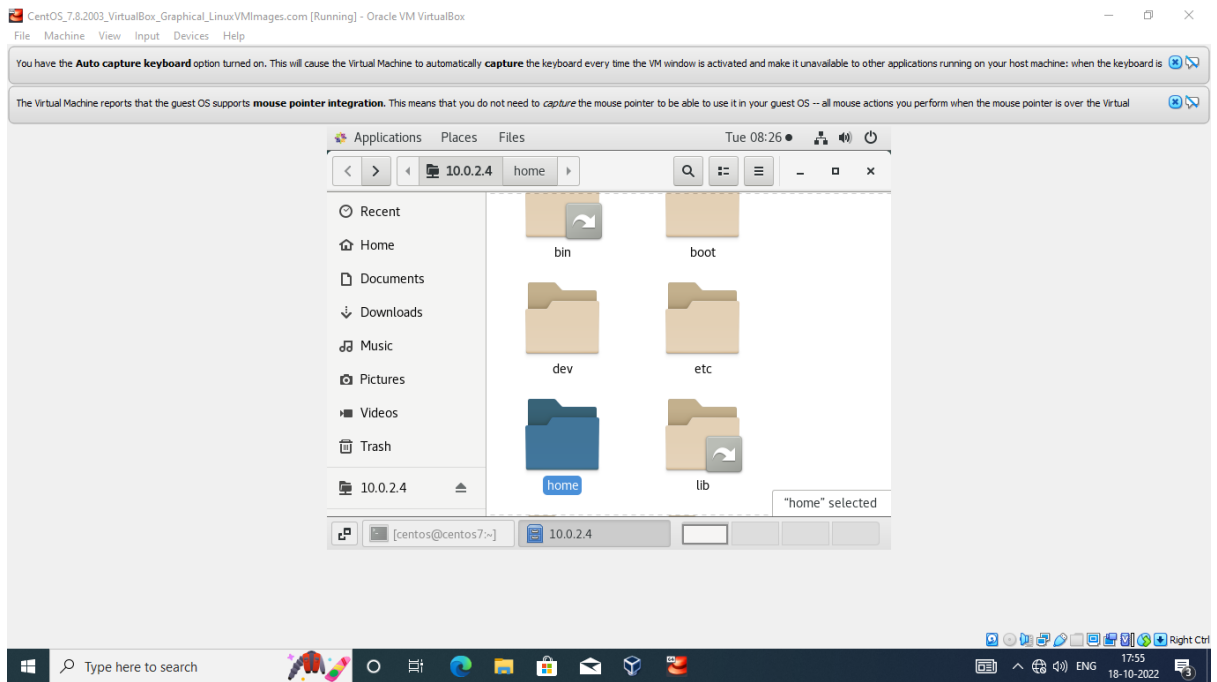 CentOS_7.8.2003_VirtualBox_Graphical_LinuxVMImages.com [Running] - Oracle VM VirtualBox
File Machine View Input Devices Help
You have the Auto capture keyboard option turned on. This will cause the Virtual Machine to automatically capture the keyboard every time the VM window is activated and make it unavailable to other applications running on your host machine: when the keyboard is
The Virtual Machine reports that the guest OS supports mouse pointer integration. This means that you do not need to capture the mouse pointer to be able to use it in your guest OS -- all mouse actions you perform when the mouse pointer is over the Virtual
Applications Places Files Tue 08:26
10.0.2.4 home
Recent
Home
Documents
Downloads
Music
Pictures
Videos
Trash
10.0.2.4
bin boot
dev etc
home lib
"home" selected
[centos@centos7:~] 10.0.2.4
Right Ctrl
Type here to search
ENG
17:55
18-10-2022
3